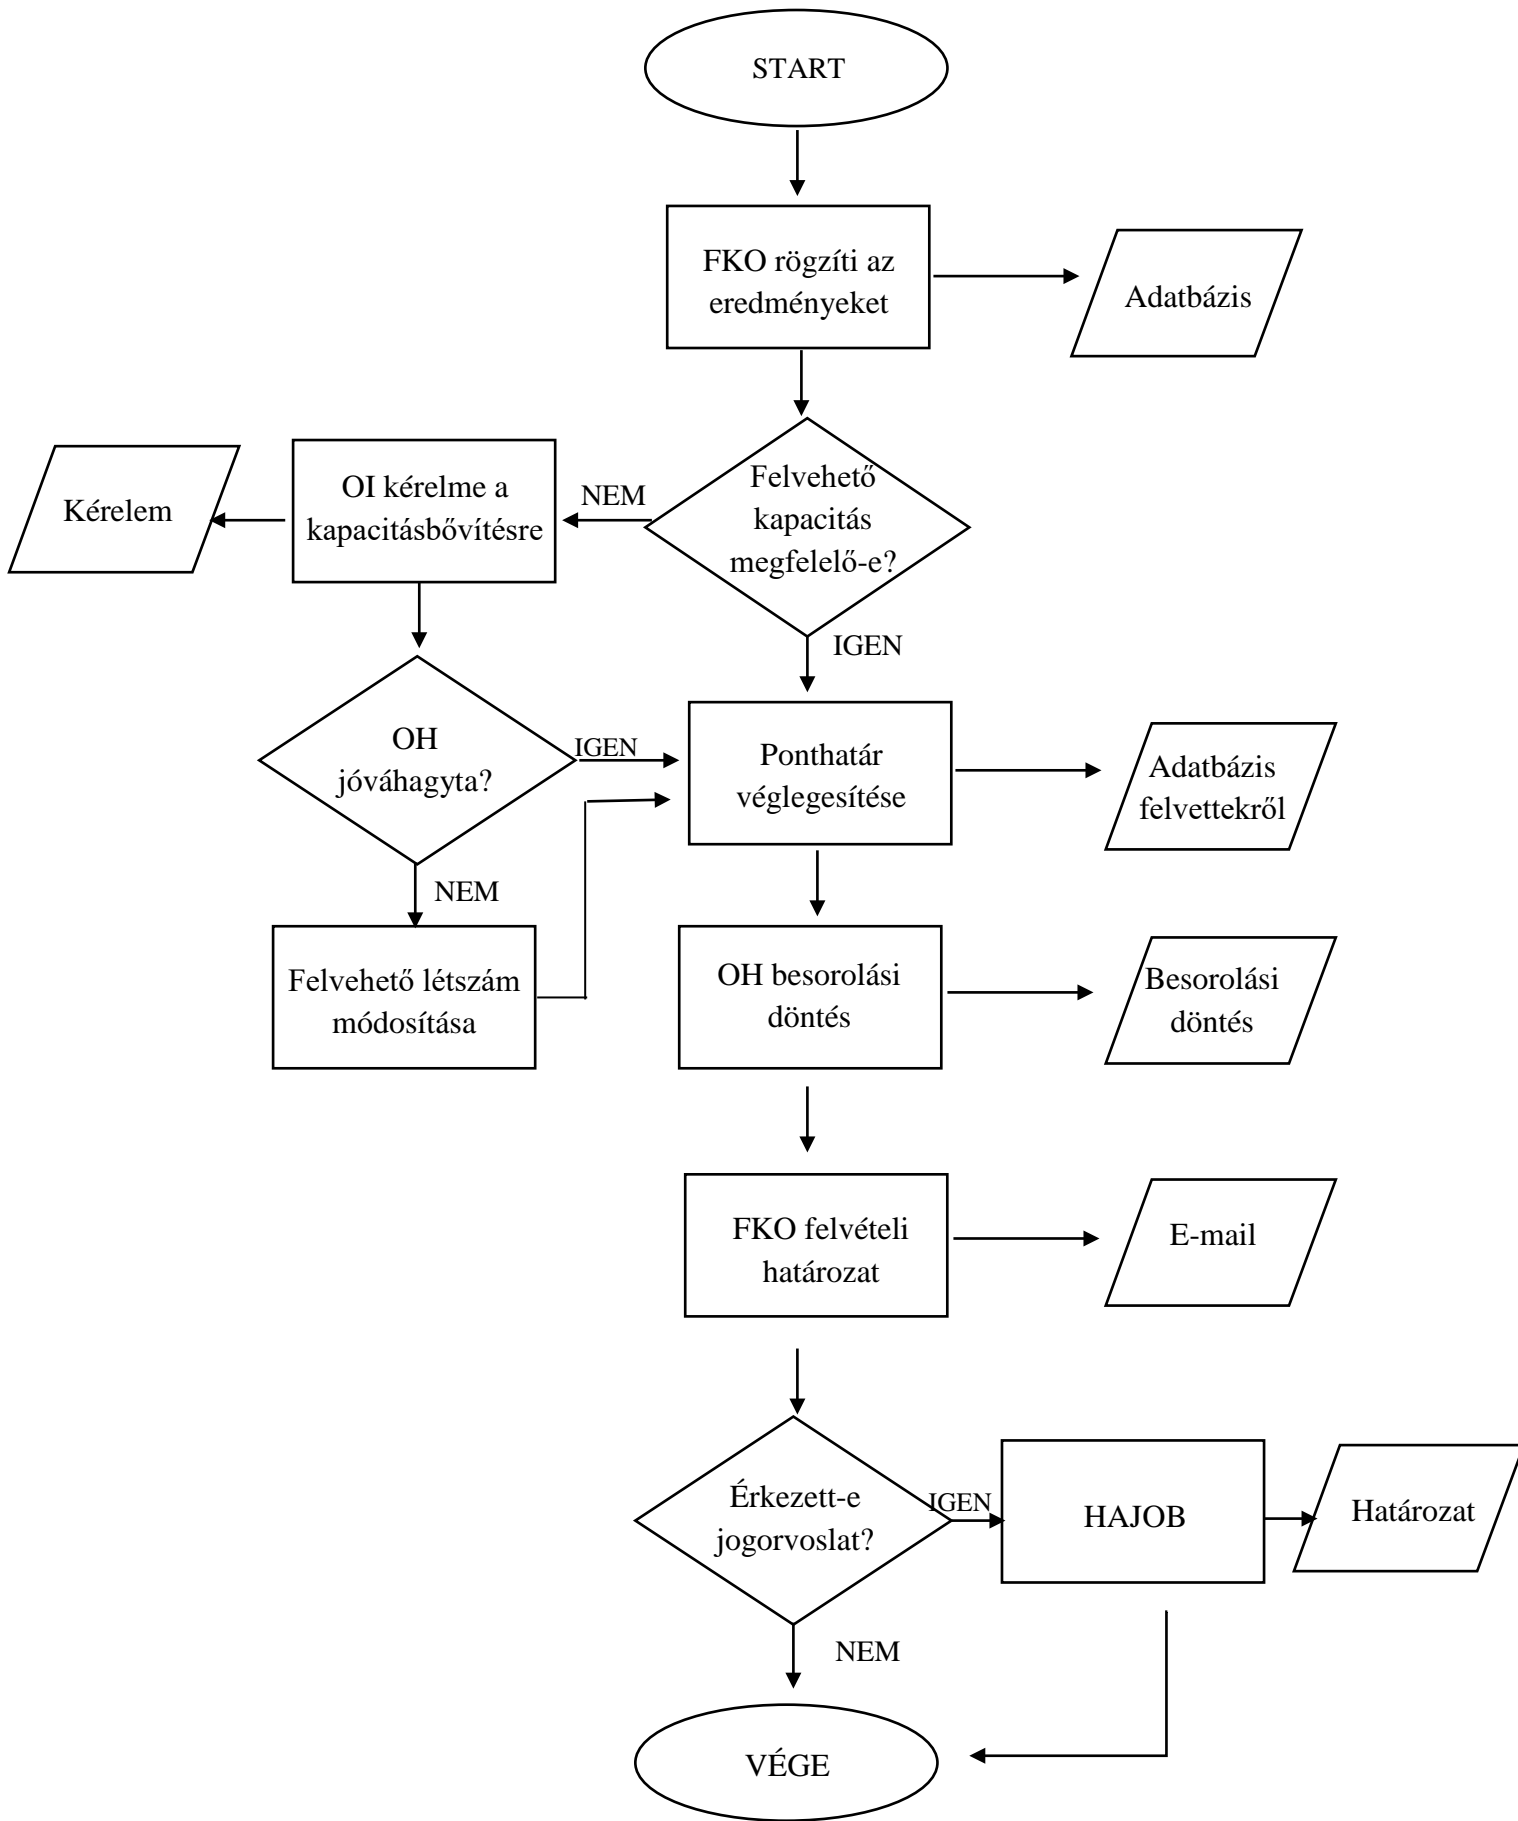 START
FKO rögzíti az
eredményeket
Adatbázis
Kérelem
OI kérelme a
kapacitásbővítésre
NEM
Felvehető
kapacitás
megfelelő-e?
IGEN
OH
jóváhagyta?
IGEN
Ponthatár
véglegesítése
Adatbázis
felvettekről
NEM
Felvehető létszám
módosítása
OH besorolási
döntés
Besorolási
döntés
FKO felvételi
határozat
E-mail
Érkezett-e
jogorvoslat?
IGEN
HAJOB
Határozat
NEM
VÉGE